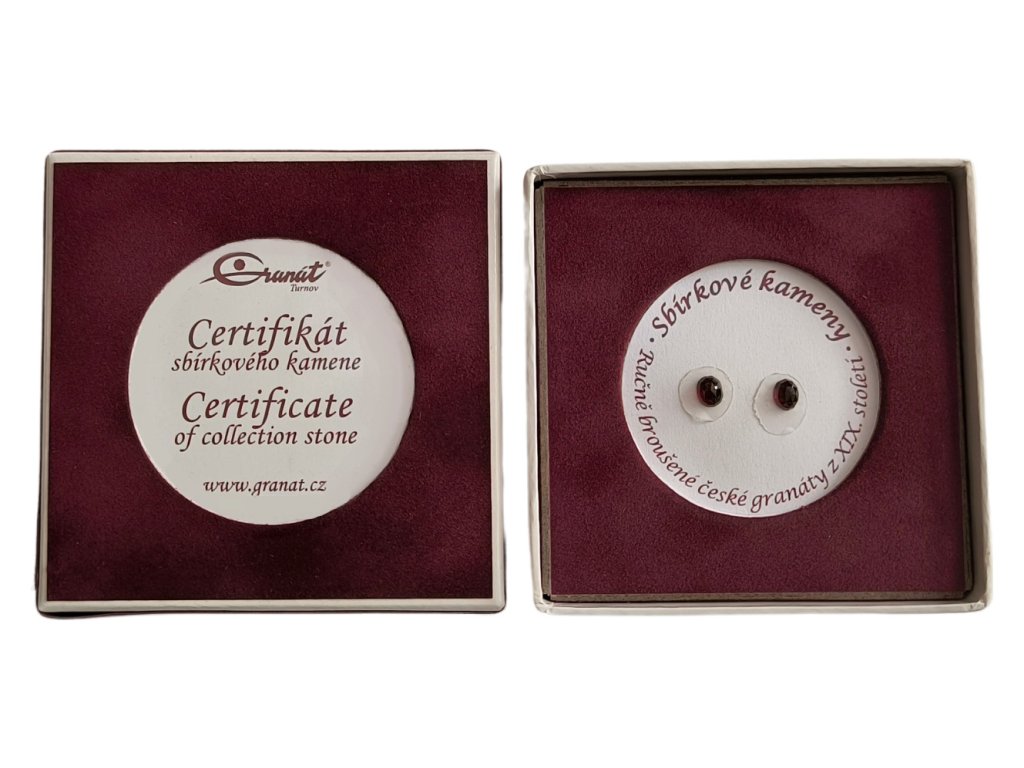 Granát®
Turnov
Certifikát
sbírkového kamene
Certificate
of collection stone
www.granat.cz
Sbírkové kameny
· Ručně broušené české granáty z XIX. století ·